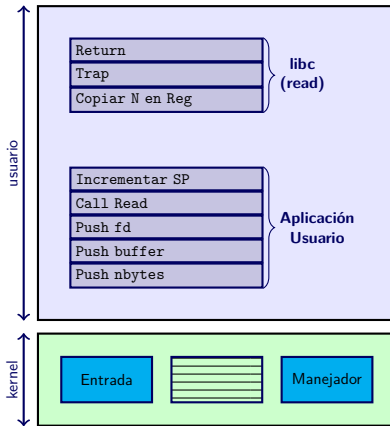 usuario
Return
Trap
Copiar N en Reg
libc
(read)
Incrementar SP
Call Read
Push fd
Push buffer
Push nbytes
Aplicación
Usuario
kernel
Entrada
Manejador